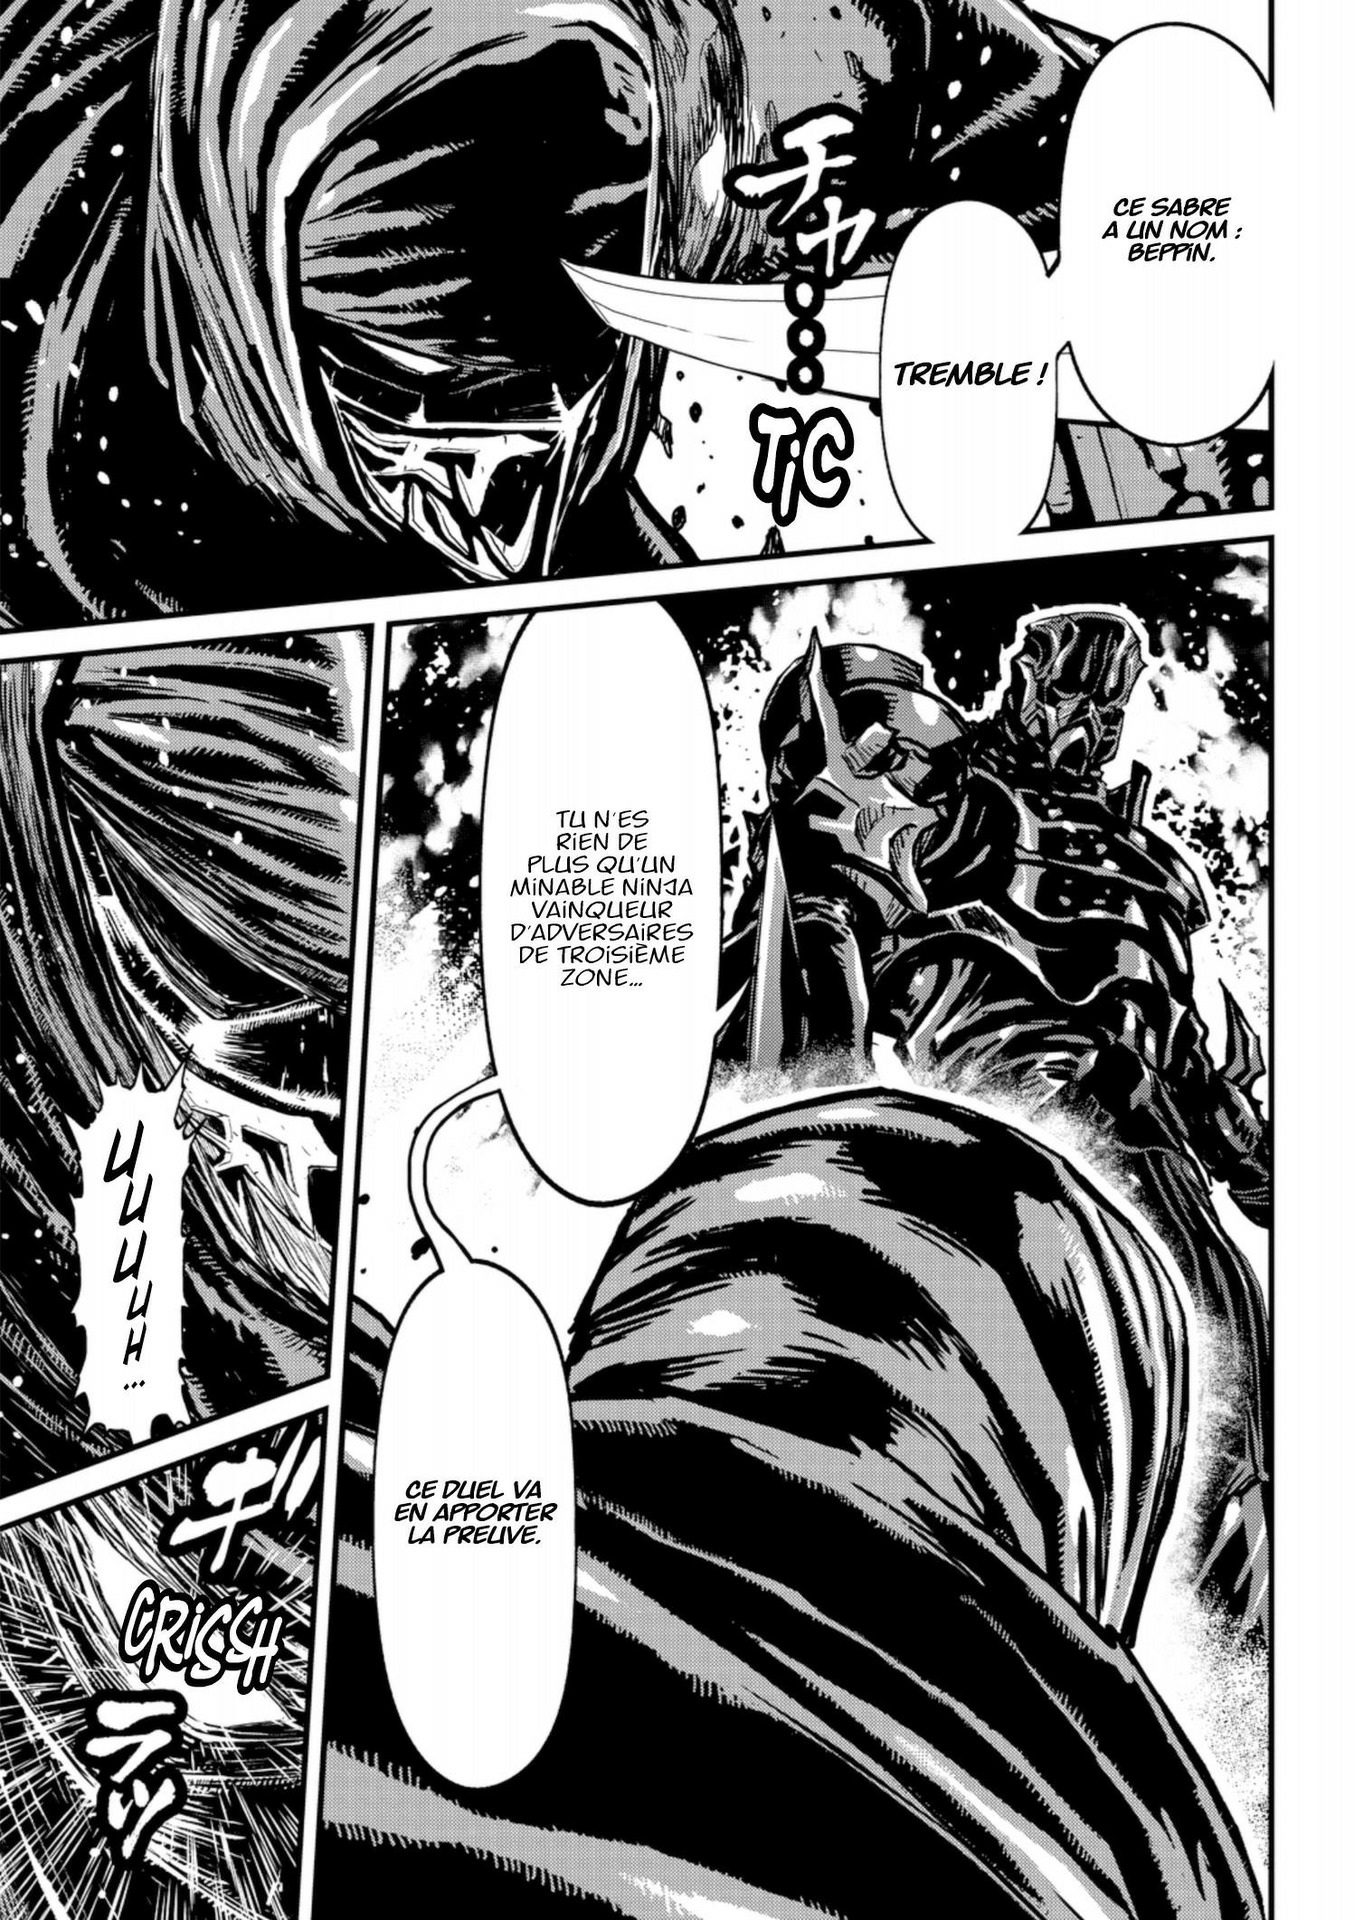 CE SABRE
A UN NOM :
BEPPIN.
TREMBLE !
チャ
TIC
TU N'ES
RIEN DE
PLUS QU'UN
MINABLE NINJA
VAINQUEUR
D'ADVERSAIRES
DE TROISIÈME
ZONE...
CE DUEL VA
EN APPORTER
LA PREUVE.
UUUUH...
ギ
CRISSH
ラッ